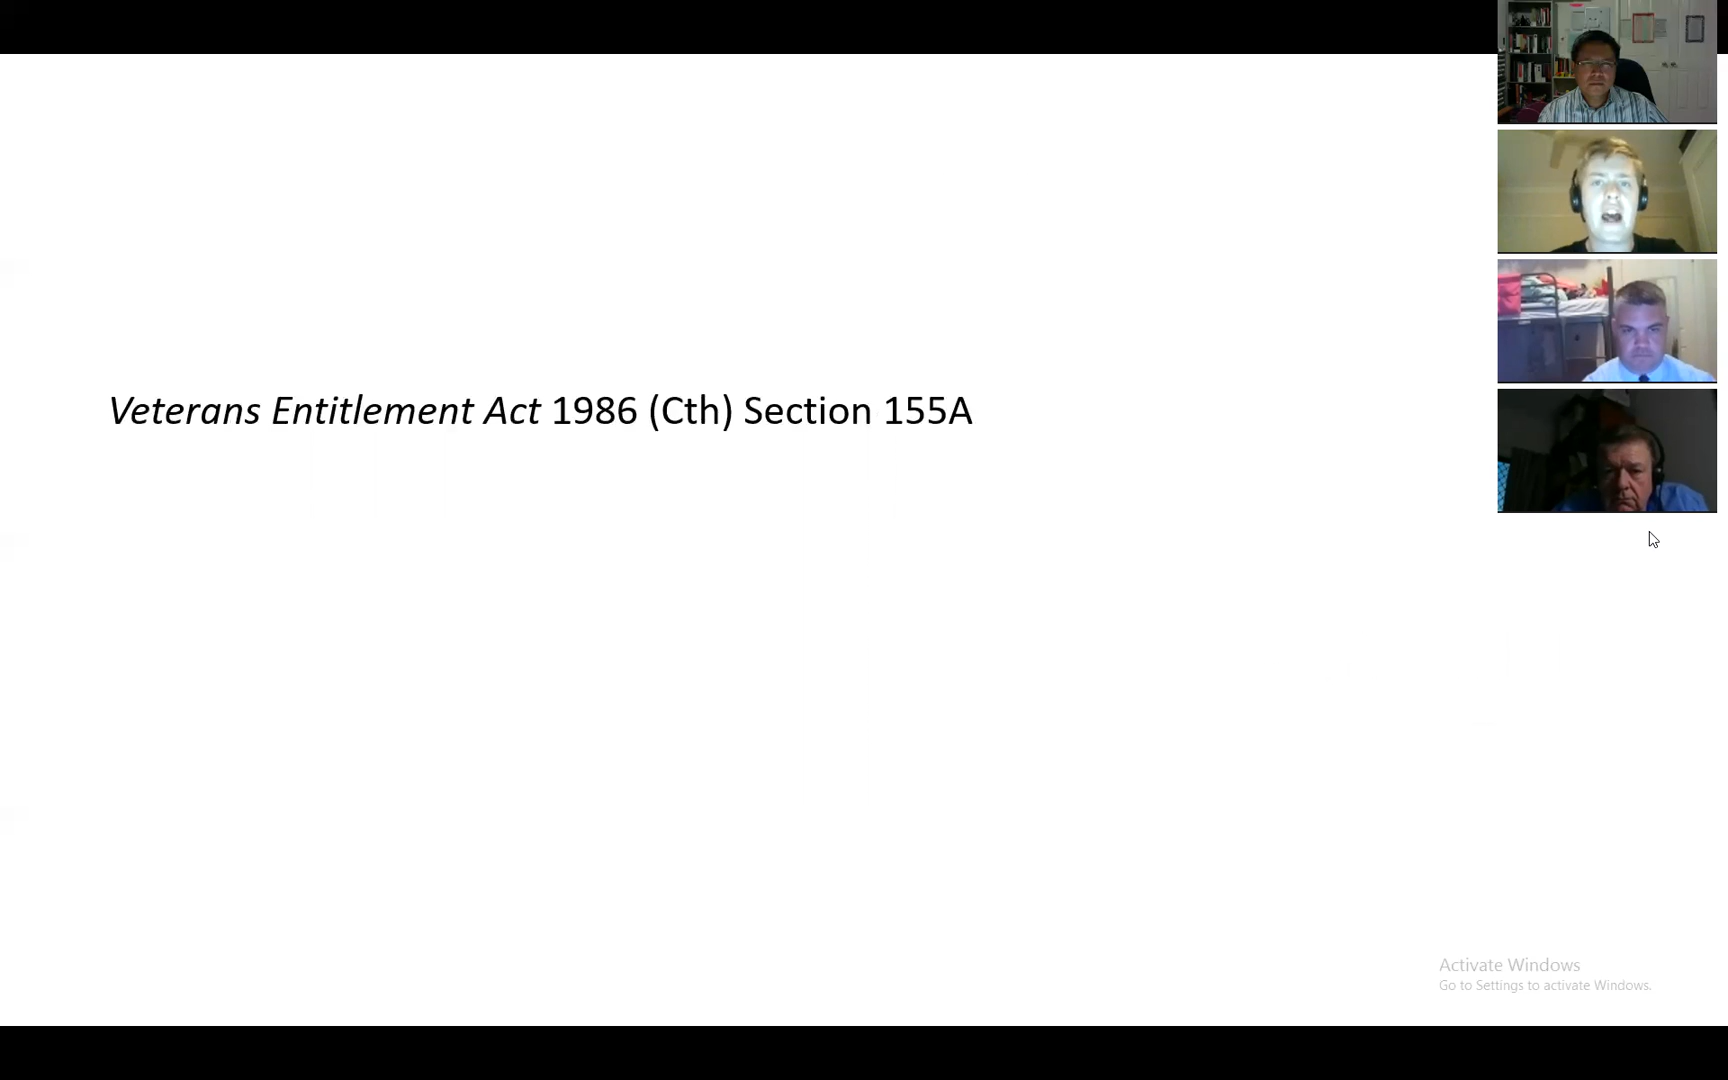 Veterans Entitlement Act 1986 (Cth) Section 155A
Activate Windows
Go to Settings to activate Windows.